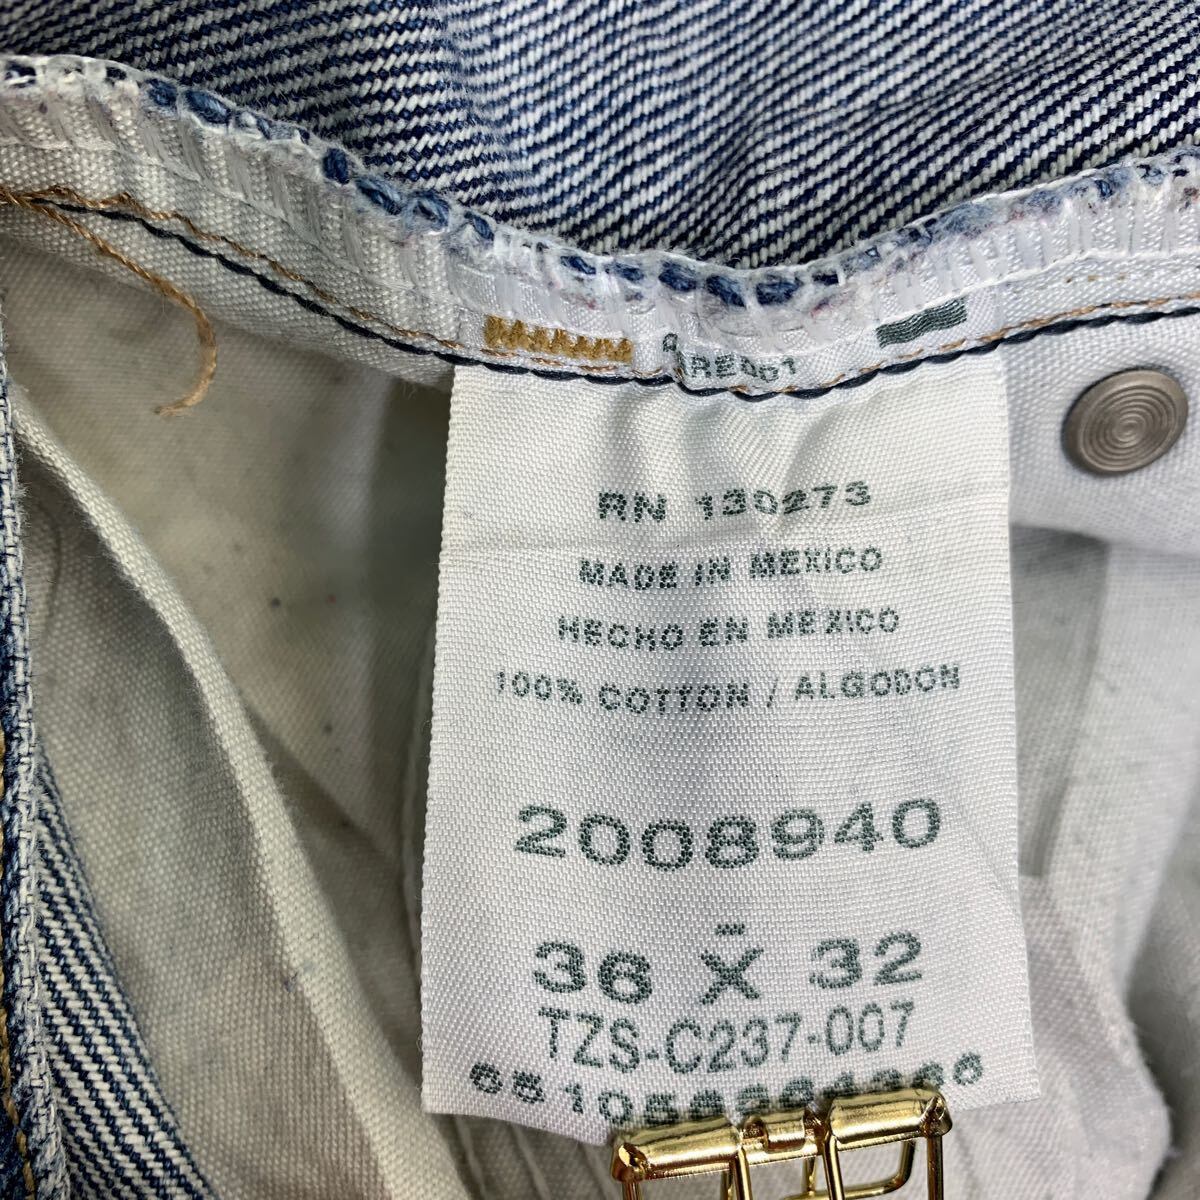 RN 130273
MADE IN MEXICO
HECHO EN MEXICO
100% COTTON / ALGODON
2008940
36 X 32
TZS-C237-007